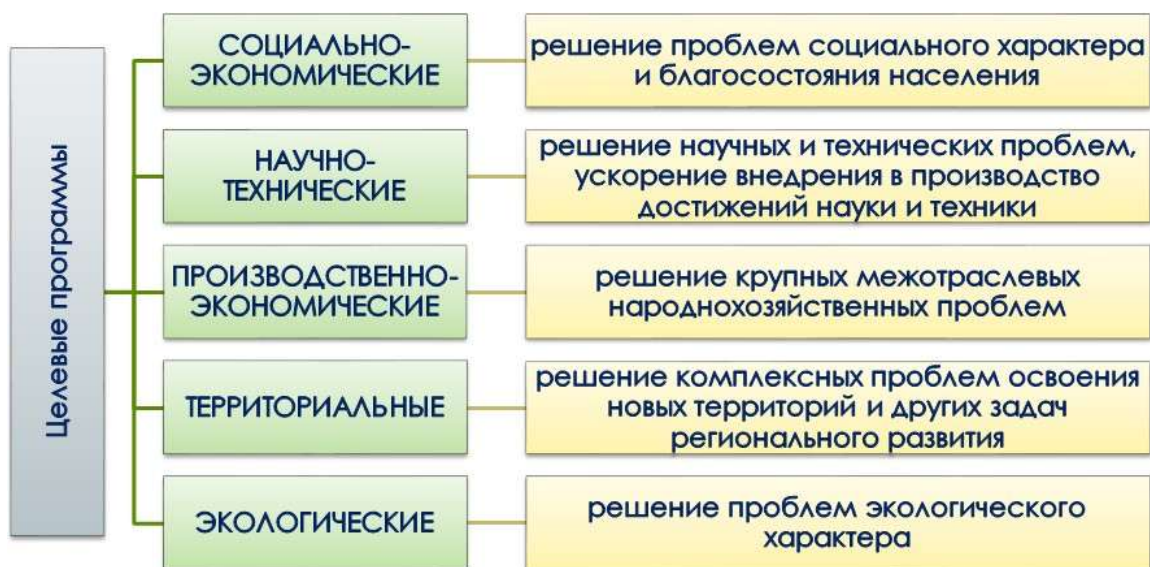 Целевые программы
СОЦИАЛЬНО-
ЭКОНОМИЧЕСКИЕ
решение проблем социального характера
и благосостояния населения
НАУЧНО-
ТЕХНИЧЕСКИЕ
решение научных и технических проблем,
ускорение внедрения в производство
достижений науки и техники
ПРОИЗВОДСТВЕННО-
ЭКОНОМИЧЕСКИЕ
решение крупных межотраслевых
народнохозяйственных проблем
ТЕРРИТОРИАЛЬНЫЕ
решение комплексных проблем освоения
новых территорий и других задач
регионального развития
ЭКОЛОГИЧЕСКИЕ
решение проблем экологического
характера